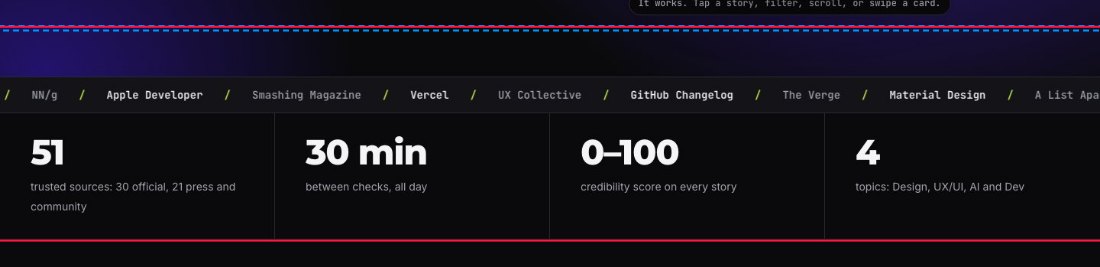 It works. Tap a story, filter, scroll, or swipe a card.
/ NN/g / Apple Developer / Smashing Magazine / Vercel / UX Collective / GitHub Changelog / The Verge / Material Design / A List Apa
51
trusted sources: 30 official, 21 press and
community
30 min
between checks, all day
0–100
credibility score on every story
4
topics: Design, UX/UI, AI and Dev